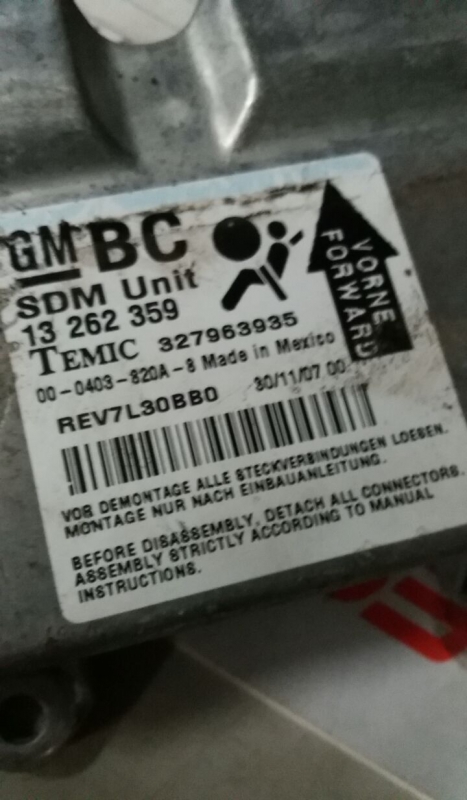 GM BC
SDM Unit
13 262 359
TEMIC 327963935
00-0403-820A-8 Made in Mexico
REV7L30BB0 30/11/07 00
VORNE
FORWARD
VOR DEMONTAGE ALLE STECKVERBINDUNGEN LOEBEN.
MONTAGE NUR NACH EINBAUANLEITUNG.
BEFORE DISASSEMBLY, DETACH ALL CONNECTORS.
ASSEMBLY STRICTLY ACCORDING TO MANUAL
INSTRUCTIONS.